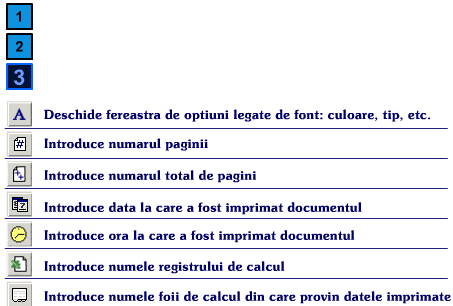 1
2
3
A Deschide fereastra de optiuni legate de font: culoare, tip, etc.
# Introduce numarul paginii
Introduce numarul total de pagini
Introduce data la care a fost imprimat documentul
Introduce ora la care a fost imprimat documentul
Introduce numele registrului de calcul
Introduce numele foii de calcul din care provin datele imprimate